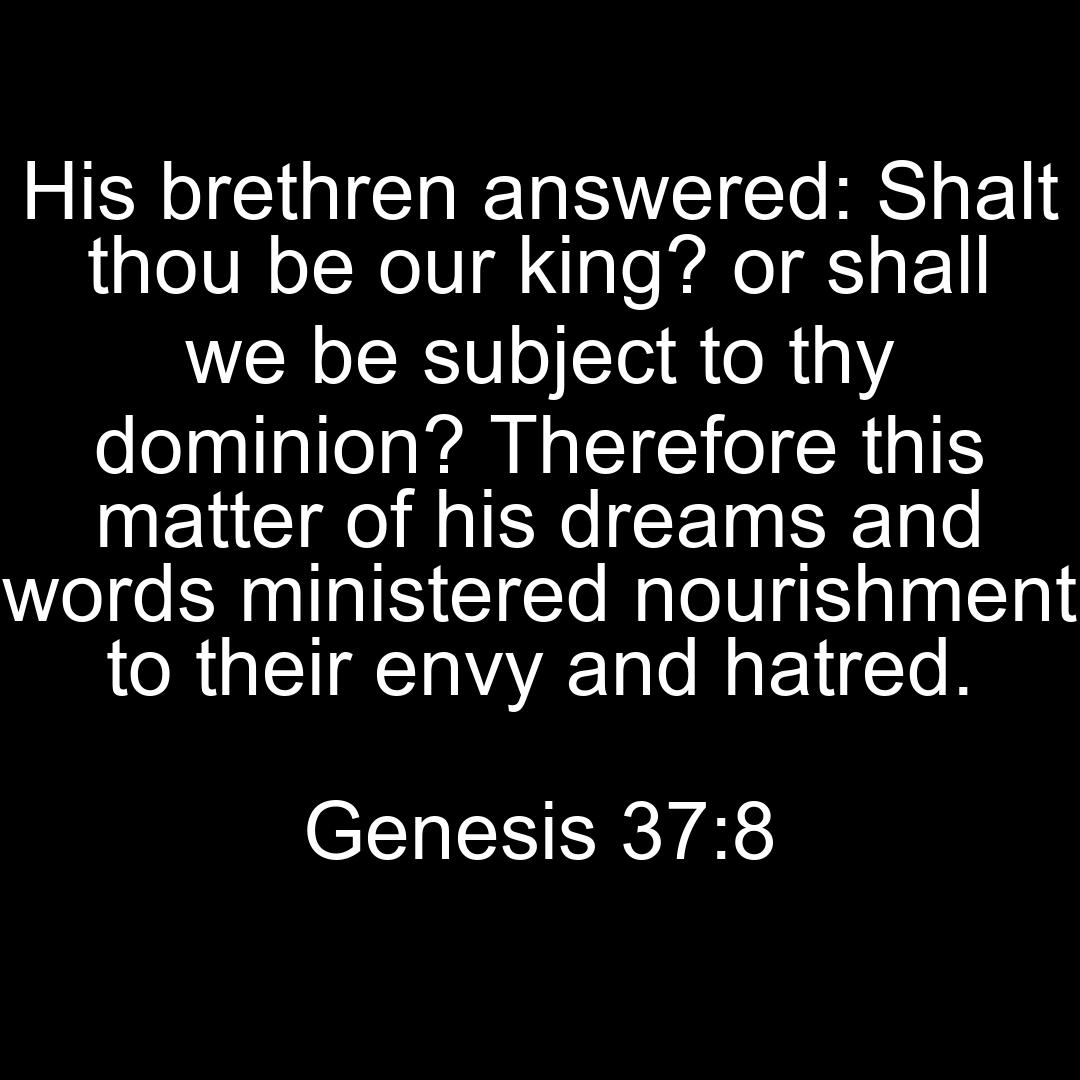 His brethren answered: Shalt
thou be our king? or shall
we be subject to thy
dominion? Therefore this
matter of his dreams and
words ministered nourishment
to their envy and hatred.
Genesis 37:8